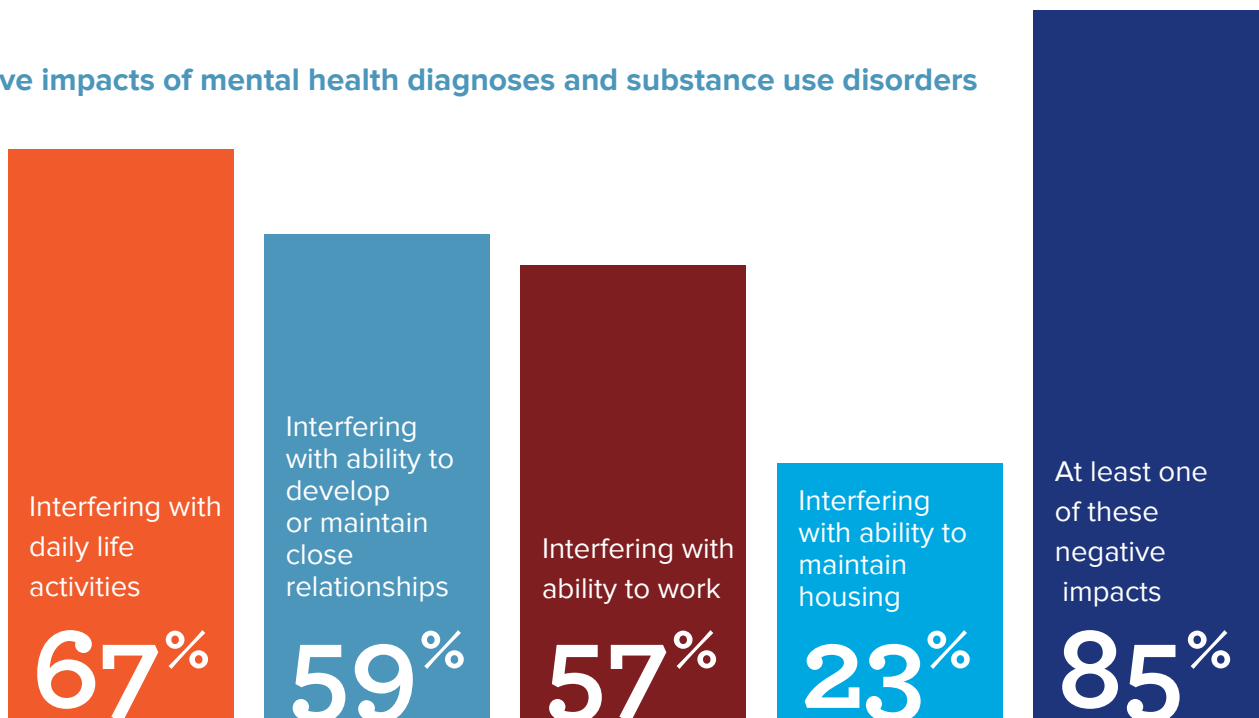 ve impacts of mental health diagnoses and substance use disorders
Interfering with
daily life
activities
67%
Interfering
with ability to
develop
or maintain
close
relationships
59%
Interfering with
ability to work
57%
Interfering
with ability to
maintain
housing
23%
At least one
of these
negative
impacts
85%